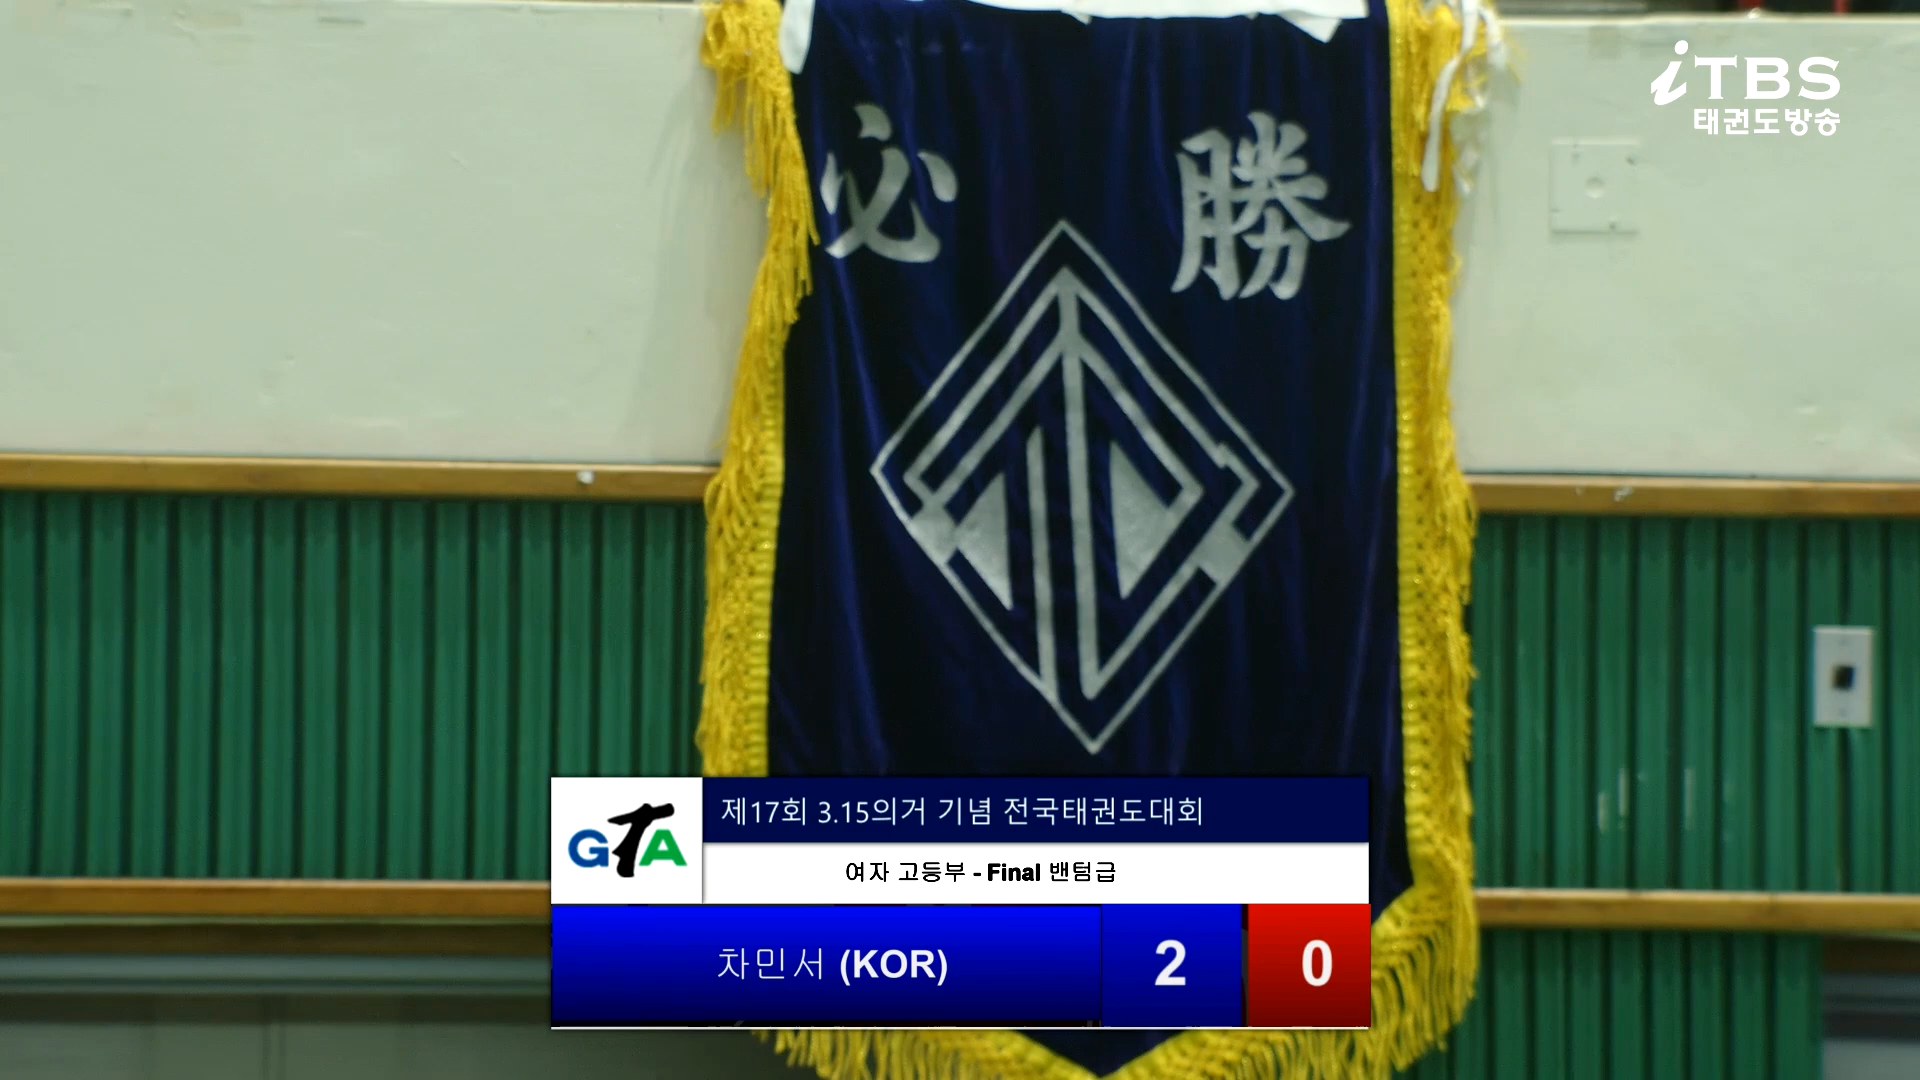 iTBS
태권도방송
必 勝
GTA
제17회 3.15의거 기념 전국태권도대회
여자 고등부 - Final 밴텀급
차민서 (KOR) 2 0